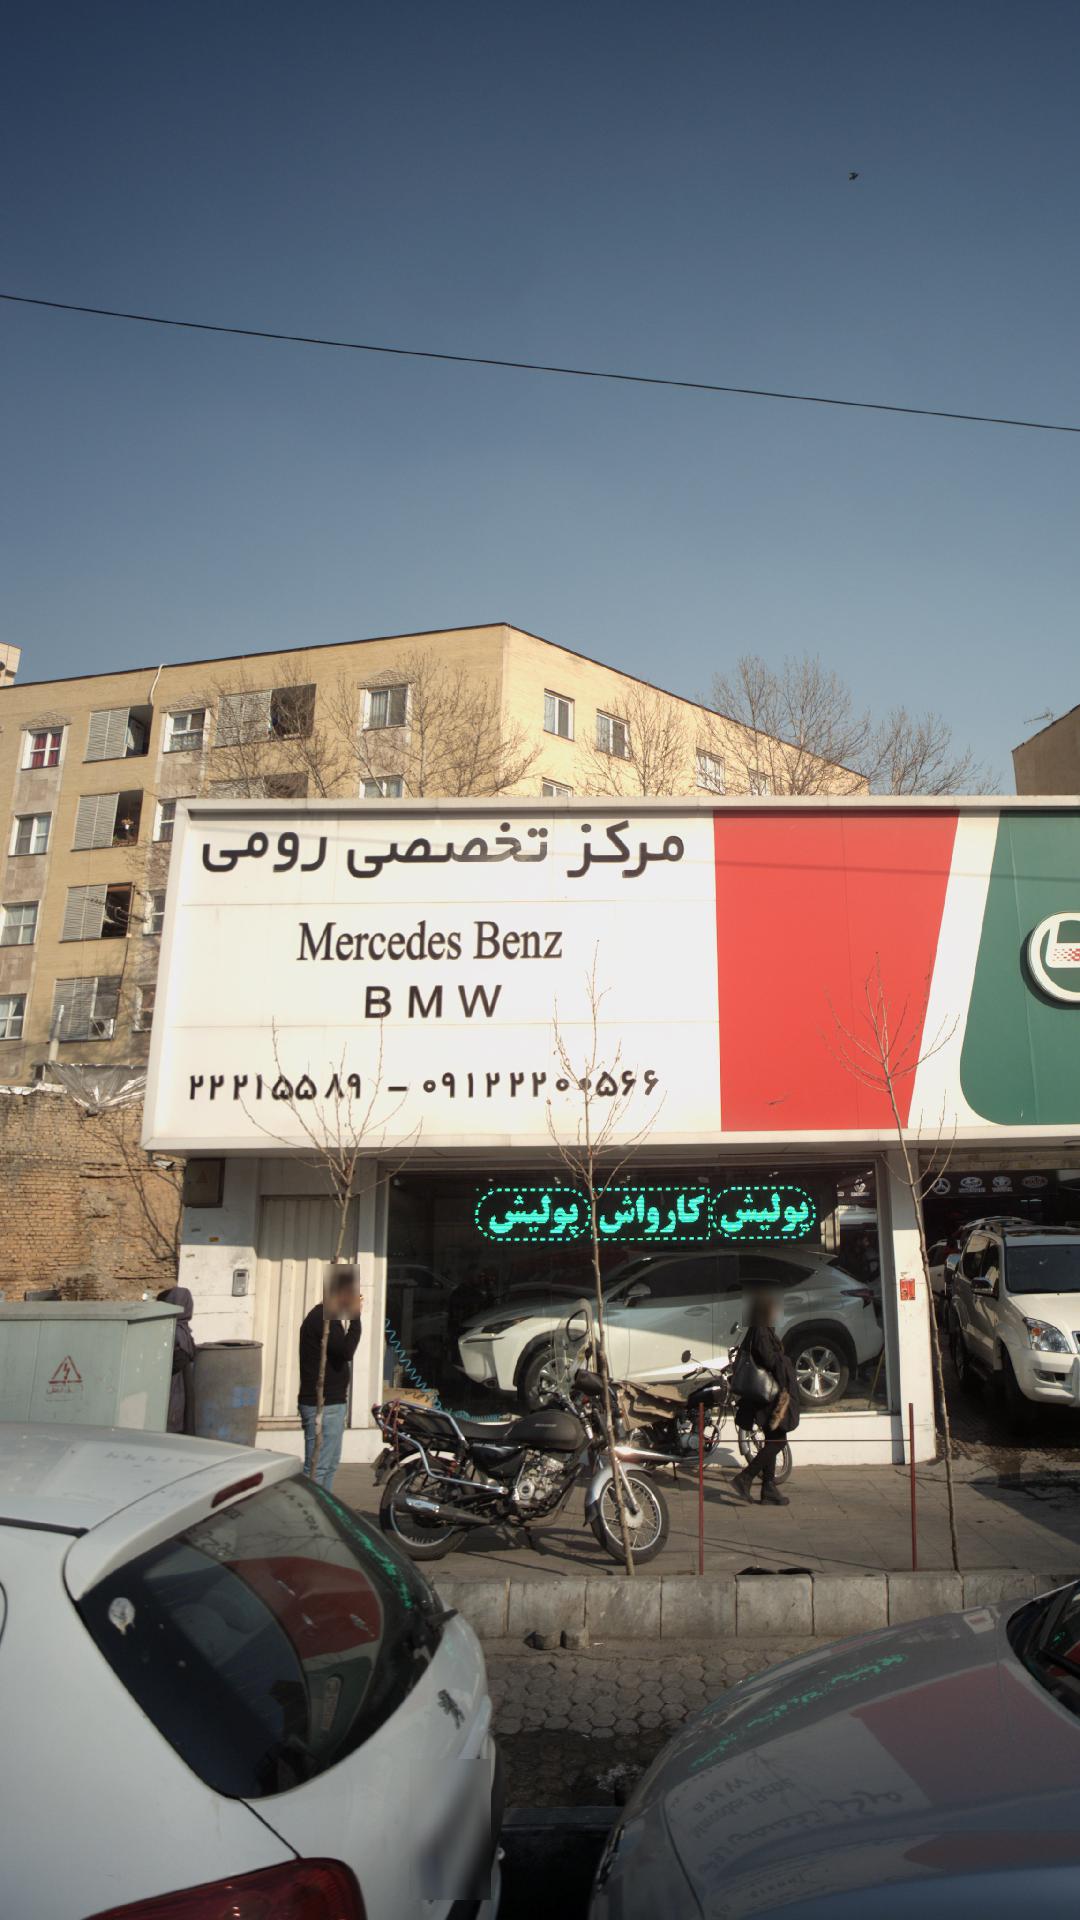 مرکز تخصصی رومی
Mercedes Benz
BMW
۲۲۲۱۵۵۸۹ – ۰۹۱۲۲۲۰۰۵۶۶
پولیش کارواش پولیش